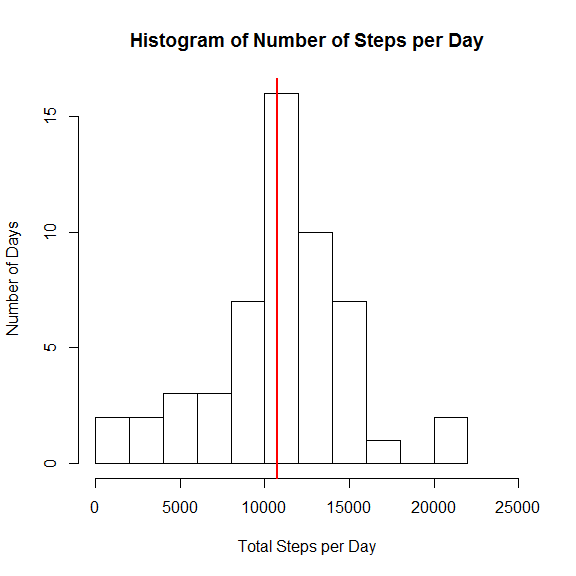 Histogram of Number of Steps per Day
15
10
5
0
Number of Days
0 5000 10000 15000 20000 25000
Total Steps per Day